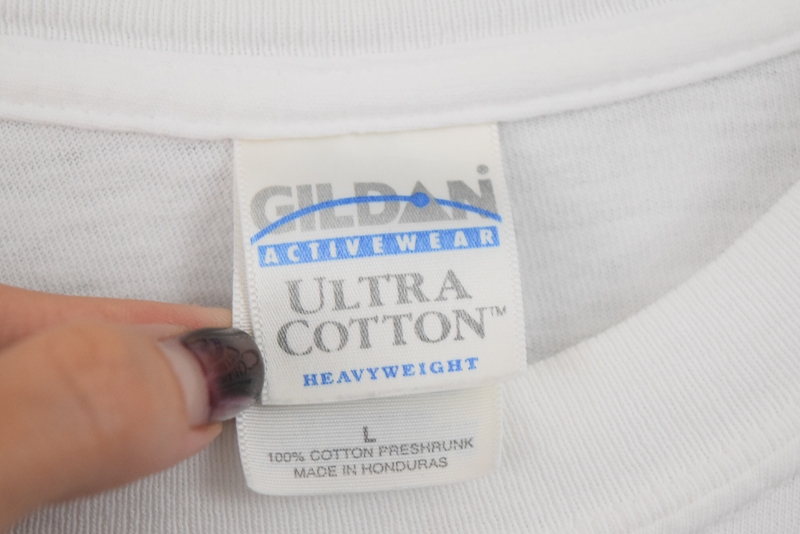 GILDAN
ACTIVEWEAR
ULTRA
COTTON™
HEAVYWEIGHT
L
100% COTTON PRESHRUNK
MADE IN HONDURAS